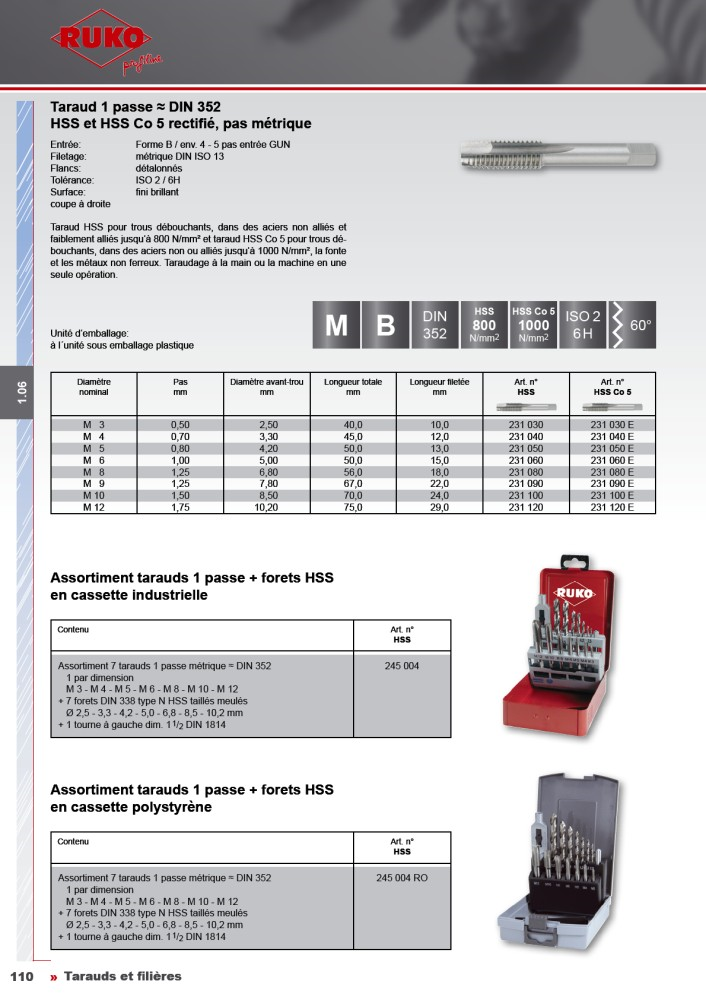 RUKO
profiline
Taraud 1 passe ≈ DIN 352
HSS et HSS Co 5 rectifié, pas métrique
Entrée: Forme B / env. 4 - 5 pas entrée GUN
Filetage: métrique DIN ISO 13
Flancs: détalonnés
Tolérance: ISO 2 / 6H
Surface: fini brillant
coupe à droite
Taraud HSS pour trous débouchants, dans des aciers non alliés et
faiblement alliés jusqu'à 800 N/mm² et taraud HSS Co 5 pour trous dé-
bouchants, dans des aciers non ou alliés jusqu'à 1000 N/mm², la fonte
et les métaux non ferreux. Taraudage à la main ou la machine en une
seule opération.
Unité d'emballage:
à l´unité sous emballage plastique
M B DIN 352 HSS 800 N/mm2 HSS Co 5 1000 N/mm2 ISO 2 6H 60°
1.06
Diamètre nominal Pas mm Diamètre avant-trou mm Longueur totale mm Longueur filetée mm Art. n° HSS Art. n° HSS Co 5
M 3 0,50 2,50 40,0 10,0 231 030 231 030 E
M 4 0,70 3,30 45,0 12,0 231 040 231 040 E
M 5 0,80 4,20 50,0 13,0 231 050 231 050 E
M 6 1,00 5,00 50,0 15,0 231 060 231 060 E
M 8 1,25 6,80 56,0 18,0 231 080 231 080 E
M 9 1,25 7,80 67,0 22,0 231 090 231 090 E
M 10 1,50 8,50 70,0 24,0 231 100 231 100 E
M 12 1,75 10,20 75,0 29,0 231 120 231 120 E
Assortiment tarauds 1 passe + forets HSS
en cassette industrielle
Contenu Art. n° HSS
Assortiment 7 tarauds 1 passe métrique ≈ DIN 352 245 004
1 par dimension
M 3 - M 4 - M 5 - M 6 - M 8 - M 10 - M 12
+ 7 forets DIN 338 type N HSS taillés meulés
Ø 2,5 - 3,3 - 4,2 - 5,0 - 6,8 - 8,5 - 10,2 mm
+ 1 tourne à gauche dim. 1 1/2 DIN 1814
RUKO
Assortiment tarauds 1 passe + forets HSS
en cassette polystyrène
Contenu Art. n° HSS
Assortiment 7 tarauds 1 passe métrique ≈ DIN 352 245 004 RO
1 par dimension
M 3 - M 4 - M 5 - M 6 - M 8 - M 10 - M 12
+ 7 forets DIN 338 type N HSS taillés meulés
Ø 2,5 - 3,3 - 4,2 - 5,0 - 6,8 - 8,5 - 10,2 mm
+ 1 tourne à gauche dim. 1 1/2 DIN 1814
110 » Tarauds et filières